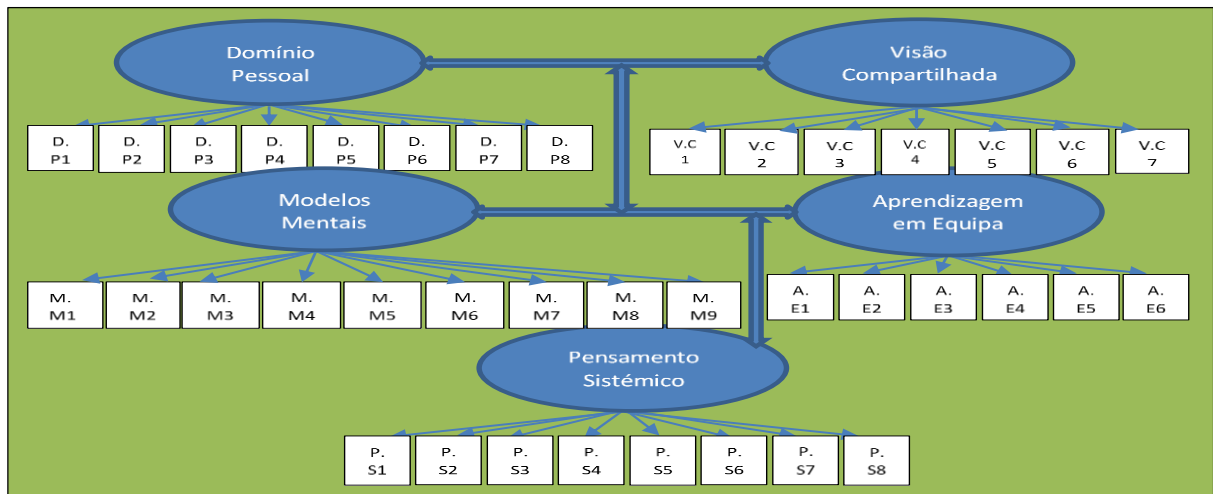 Domínio
Pessoal
Visão
Compartilhada
D.
P1
D.
P2
D.
P3
D.
P4
D.
P5
D.
P6
D.
P7
D.
P8
V.C
1
V.C
2
V.C
3
V.C
4
V.C
5
V.C
6
V.C
7
Modelos
Mentais
Aprendizagem
em Equipa
M.
M1
M.
M2
M.
M3
M.
M4
M.
M5
M.
M6
M.
M7
M.
M8
M.
M9
A.
E1
A.
E2
A.
E3
A.
E4
A.
E5
A.
E6
Pensamento
Sistémico
P.
S1
P.
S2
P.
S3
P.
S4
P.
S5
P.
S6
P.
S7
P.
S8